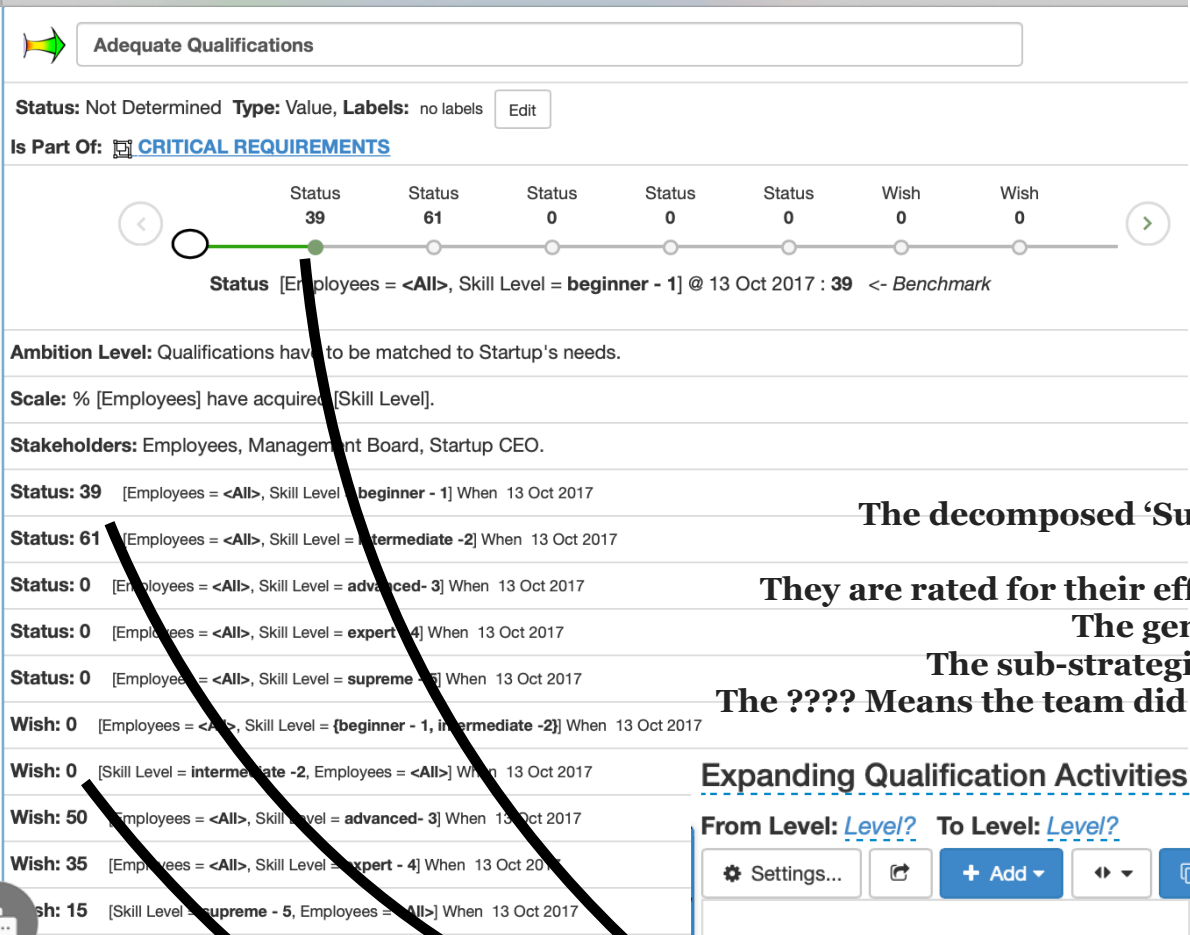 Adequate Qualifications
Status: Not Determined Type: Value, Labels: no labels Edit
Is Part Of: CRITICAL REQUIREMENTS
Status Status Status Status Status Wish Wish
39 61 0 0 0 0 0
Status [Employees = <All>, Skill Level = beginner - 1] @ 13 Oct 2017 : 39 <- Benchmark
Ambition Level: Qualifications have to be matched to Startup's needs.
Scale: % [Employees] have acquired [Skill Level].
Stakeholders: Employees, Management Board, Startup CEO.
Status: 39 [Employees = <All>, Skill Level = beginner - 1] When 13 Oct 2017
Status: 61 [Employees = <All>, Skill Level = intermediate -2] When 13 Oct 2017
Status: 0 [Employees = <All>, Skill Level = advanced- 3] When 13 Oct 2017
Status: 0 [Employees = <All>, Skill Level = expert - 4] When 13 Oct 2017
Status: 0 [Employees = <All>, Skill Level = supreme - 5] When 13 Oct 2017
Wish: 0 [Employees = <All>, Skill Level = {beginner - 1, intermediate -2}] When 13 Oct 2017
Wish: 0 [Skill Level = intermediate -2, Employees = <All>] When 13 Oct 2017
Wish: 50 [Employees = <All>, Skill Level = advanced- 3] When 13 Oct 2017
Wish: 35 [Employees = <All>, Skill Level = expert - 4] When 13 Oct 2017
sh: 15 [Skill Level = supreme - 5, Employees = <All>] When 13 Oct 2017
The decomposed ‘Su
They are rated for their eff
The ger
The sub-strategi
The ???? Means the team did
Expanding Qualification Activities
From Level: Level? To Level: Level?
Settings... + Add